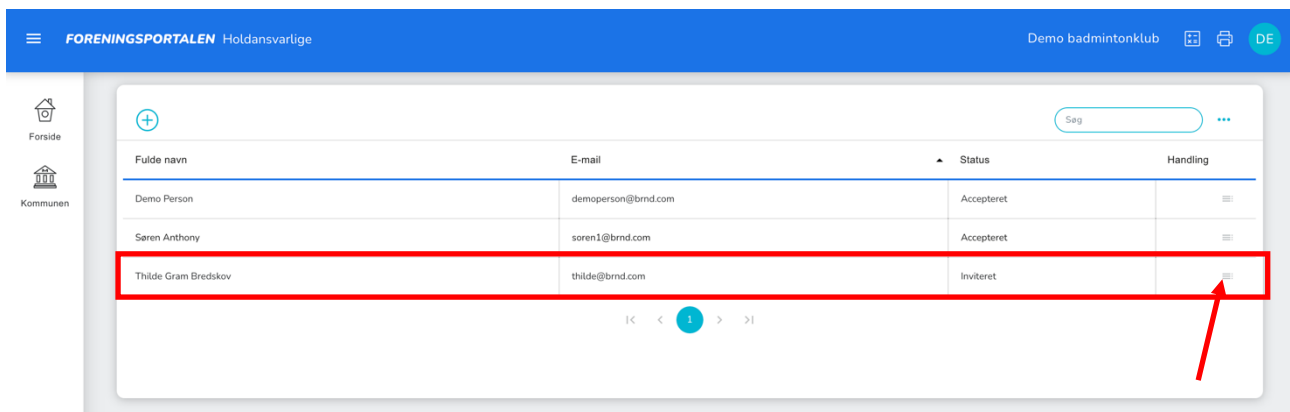 FORENINGSPORTALEN Holdansvarlige Demo badmintonklub DE
Forside
Kommunen
Søg
Fulde navn E-mail Status Handling
Demo Person demoperson@brnd.com Accepteret
Søren Anthony soren1@brnd.com Accepteret
Thilde Gram Bredskov thilde@brnd.com Inviteret
1